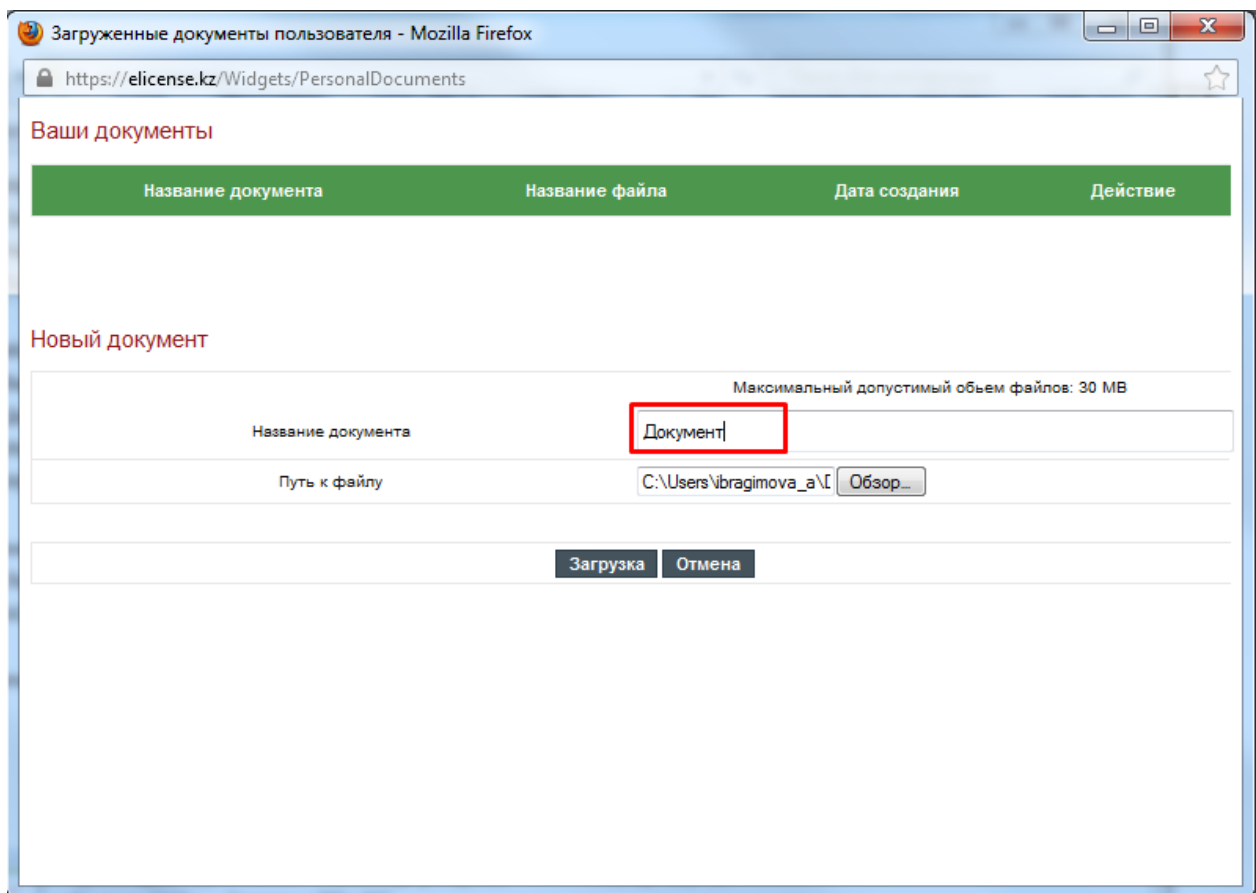 Загруженные документы пользователя - Mozilla Firefox
https://elicense.kz/Widgets/PersonalDocuments
Ваши документы
Название документа Название файла Дата создания Действие
Новый документ
Максимальный допустимый обьем файлов: 30 MB
Название документа Документ
Путь к файлу C:\Users\ibragimova_a\ Обзор...
Загрузка Отмена